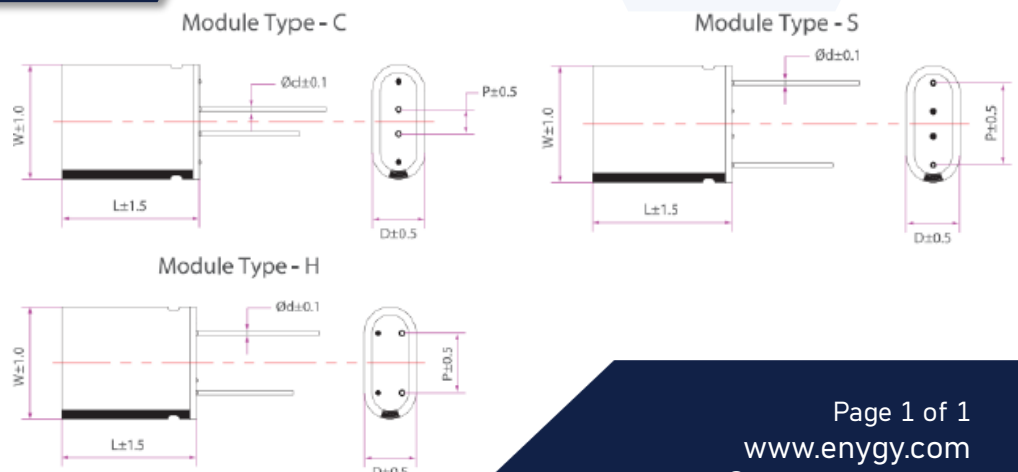 Module Type - C
Ød±0.1
P±0.5
W±1.0
L±1.5
D±0.5
Module Type - S
Ød±0.1
P±0.5
W±1.0
L±1.5
D±0.5
Module Type - H
Ød±0.1
P±0.5
W±1.0
L±1.5
D±0.5
Page 1 of 1
www.enygy.com